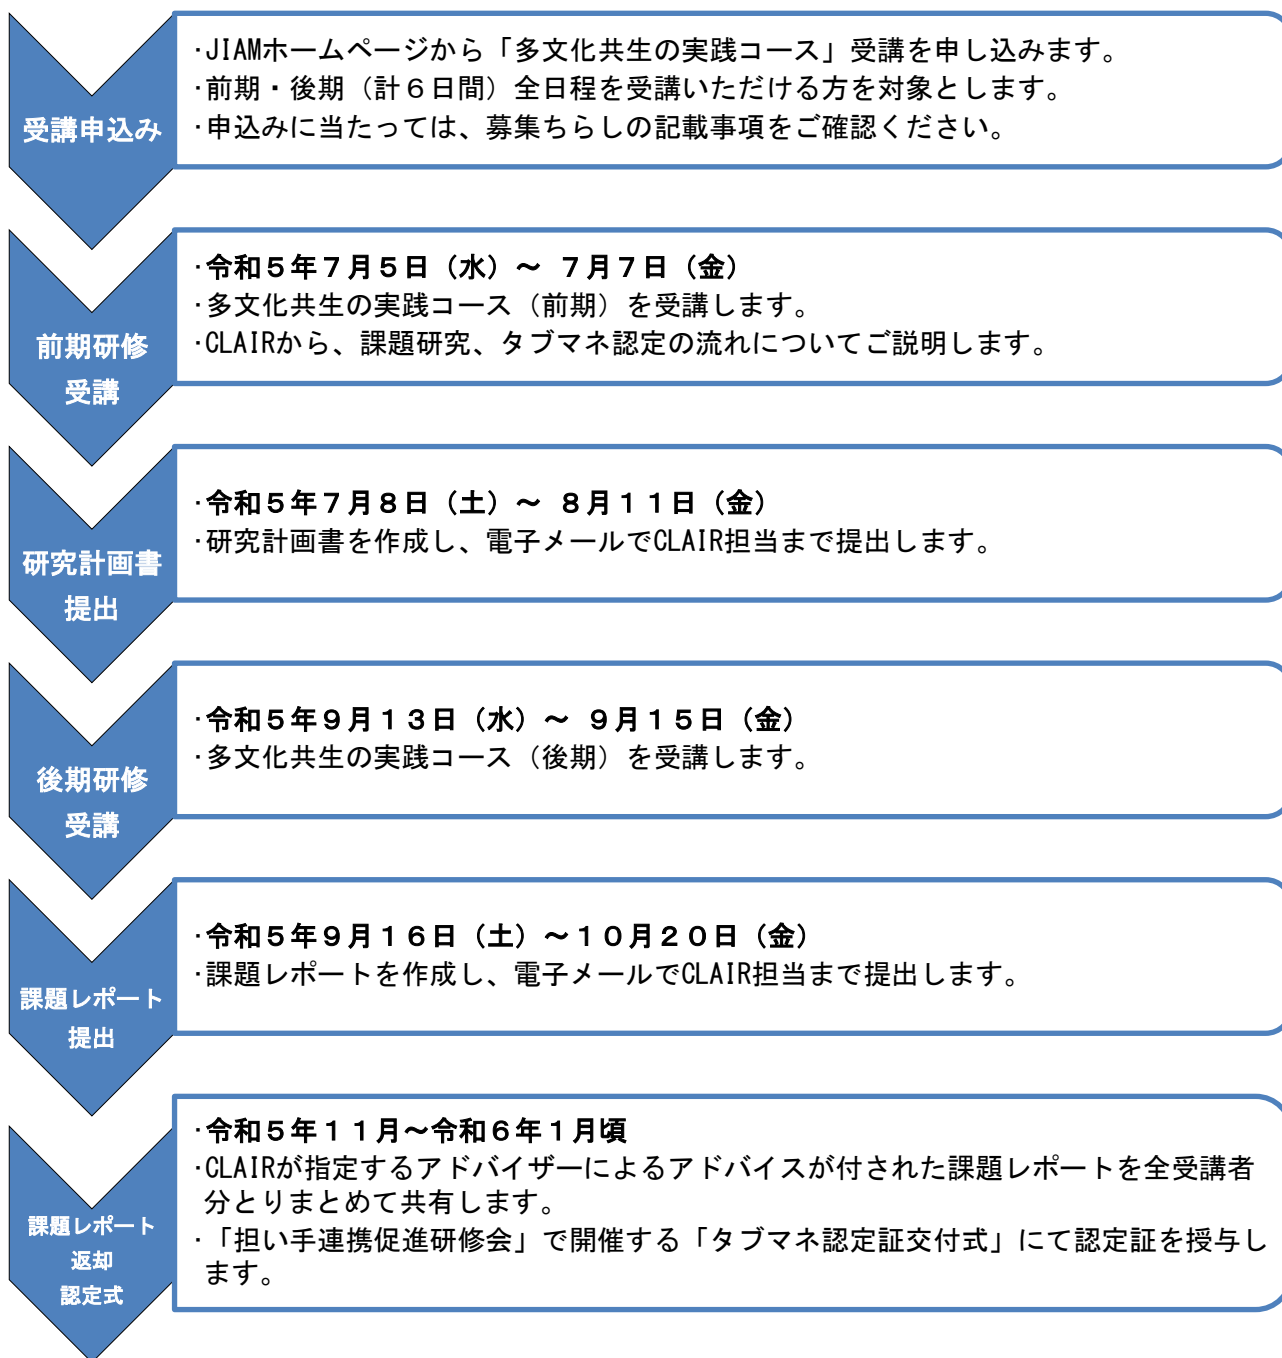 受講申込み
·JIAMホームページから「多文化共生の実践コース」受講を申し込みます。
·前期・後期（計６日間）全日程を受講いただける方を対象とします。
·申込みに当たっては、募集ちらしの記載事項をご確認ください。
前期研修
受講
·令和５年７月５日（水）～ ７月７日（金）
·多文化共生の実践コース（前期）を受講します。
·CLAIRから、課題研究、タブマネ認定の流れについてご説明します。
研究計画書
提出
·令和５年７月８日（土）～ ８月１１日（金）
·研究計画書を作成し、電子メールでCLAIR担当まで提出します。
後期研修
受講
·令和５年９月１３日（水）～ ９月１５日（金）
·多文化共生の実践コース（後期）を受講します。
課題レポート
提出
·令和５年９月１６日（土）～１０月２０日（金）
·課題レポートを作成し、電子メールでCLAIR担当まで提出します。
課題レポート
返却
認定式
·令和５年１１月～令和６年１月頃
·CLAIRが指定するアドバイザーによるアドバイスが付された課題レポートを全受講者
分とりまとめて共有します。
·「担い手連携促進研修会」で開催する「タブマネ認定証交付式」にて認定証を授与し
ます。